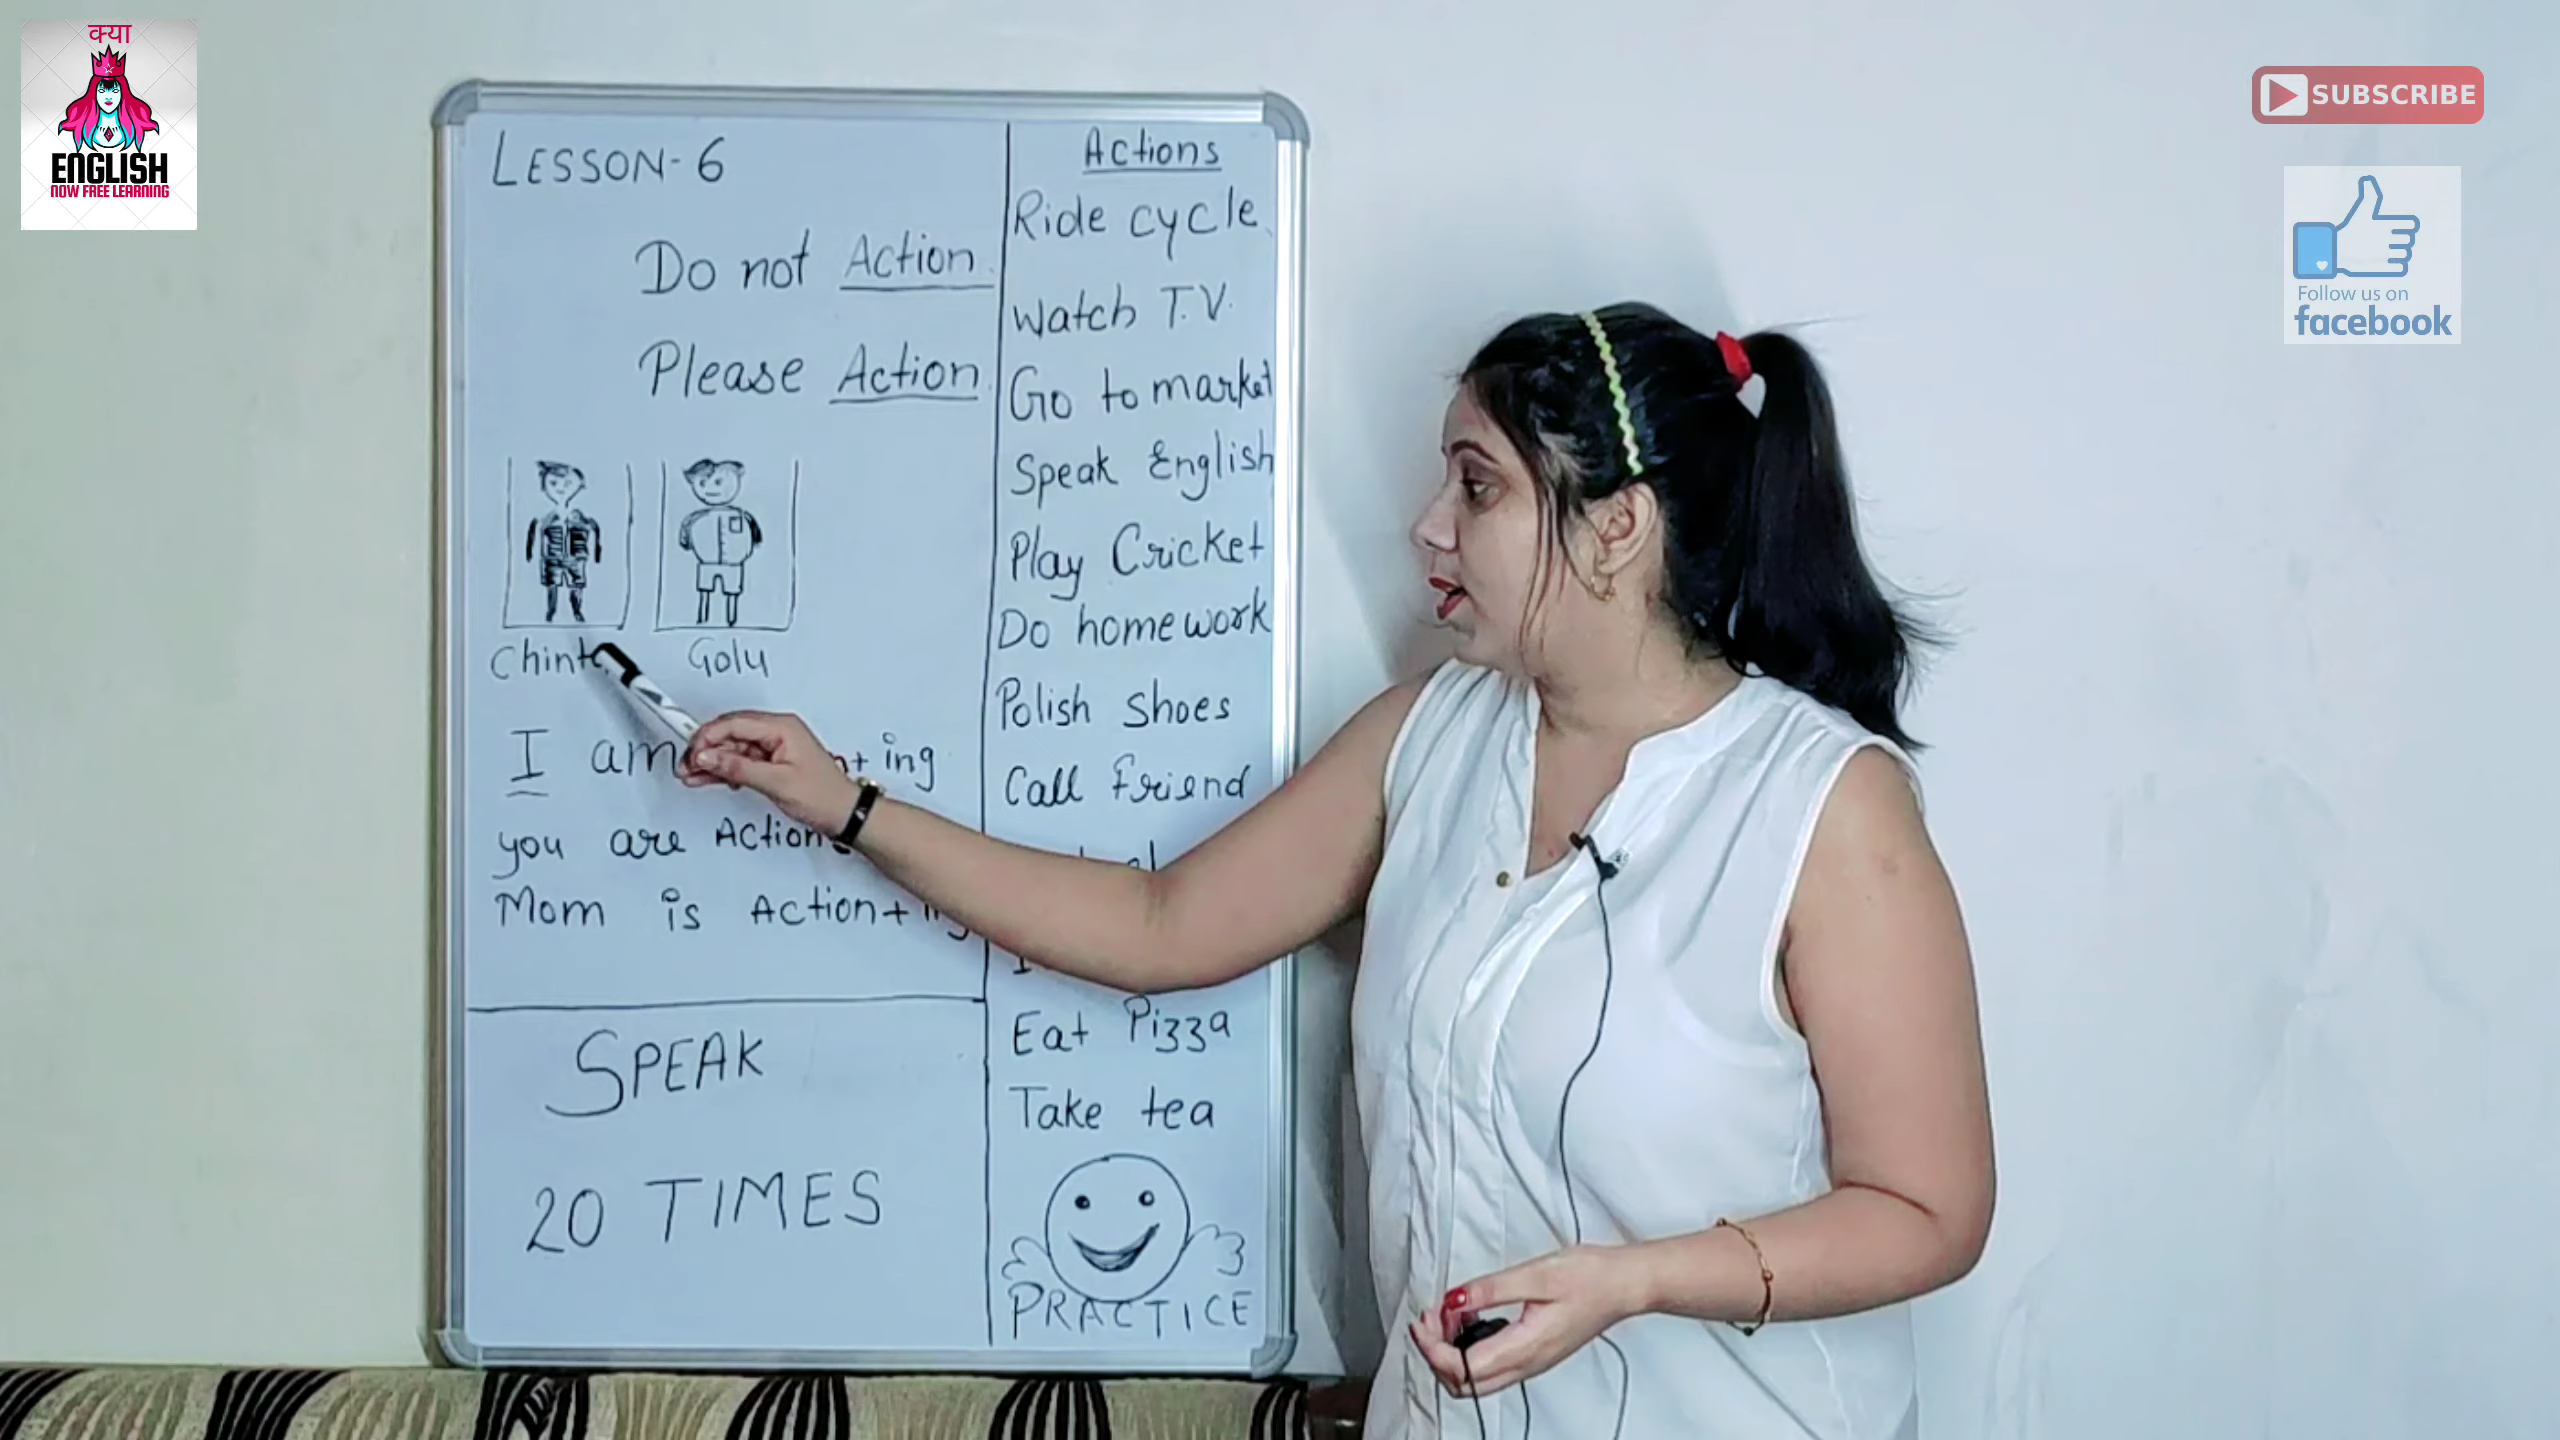 क्या
ENGLISH
NOW FREE LEARNING
SUBSCRIBE
Follow us on
facebook
LESSON-6
Do not Action
Please Action
Golu
I am + ing
you are Action
Mom is Action+
SPEAK
20 TIMES
Actions
Ride cycle
Watch T.V.
Go to market
Speak English
Play Cricket
Do homework
Polish shoes
Call friend
Eat Pizza
Take tea
PRACTICE